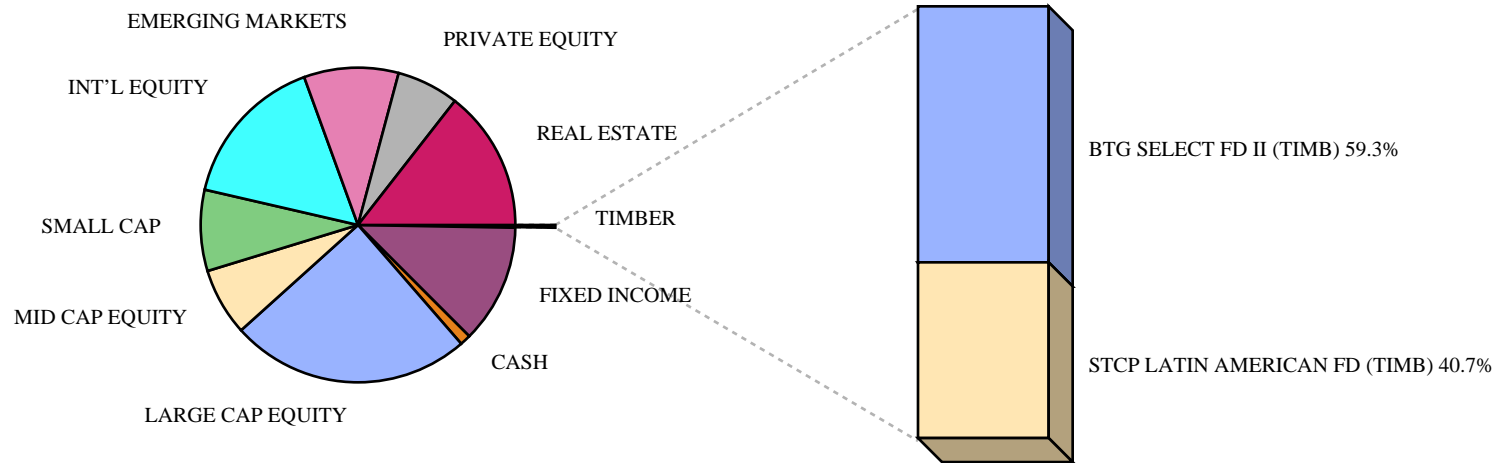 EMERGING MARKETS
PRIVATE EQUITY
INT'L EQUITY
REAL ESTATE
BTG SELECT FD II (TIMB) 59.3%
SMALL CAP
TIMBER
FIXED INCOME
MID CAP EQUITY
CASH
STCP LATIN AMERICAN FD (TIMB) 40.7%
LARGE CAP EQUITY